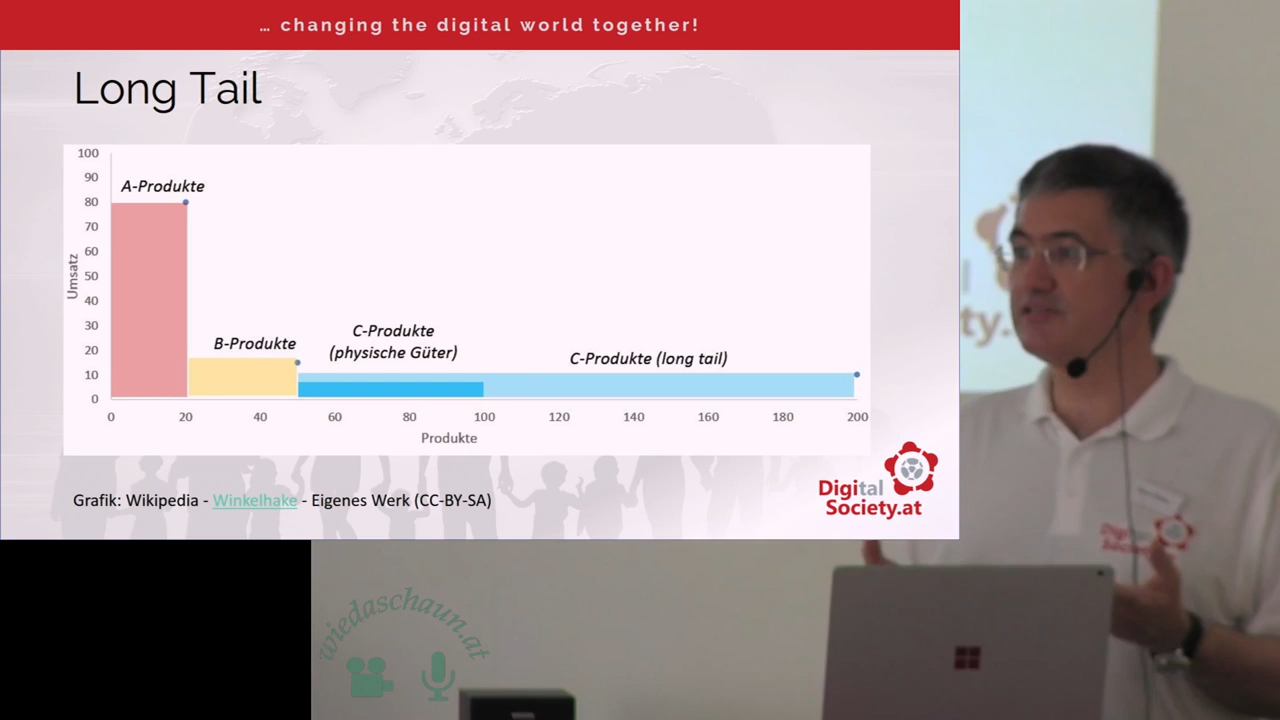 … changing the digital world together!
Long Tail
100
90
80
70
60
50
40
30
20
10
0
Umsatz
A-Produkte
B-Produkte
C-Produkte
(physische Güter)
C-Produkte (long tail)
0 20 40 60 80 100 120 140 160 180 200
Produkte
Grafik: Wikipedia - Winkelhake - Eigenes Werk (CC-BY-SA)
Digital
Society.at
wiedaschaun.at